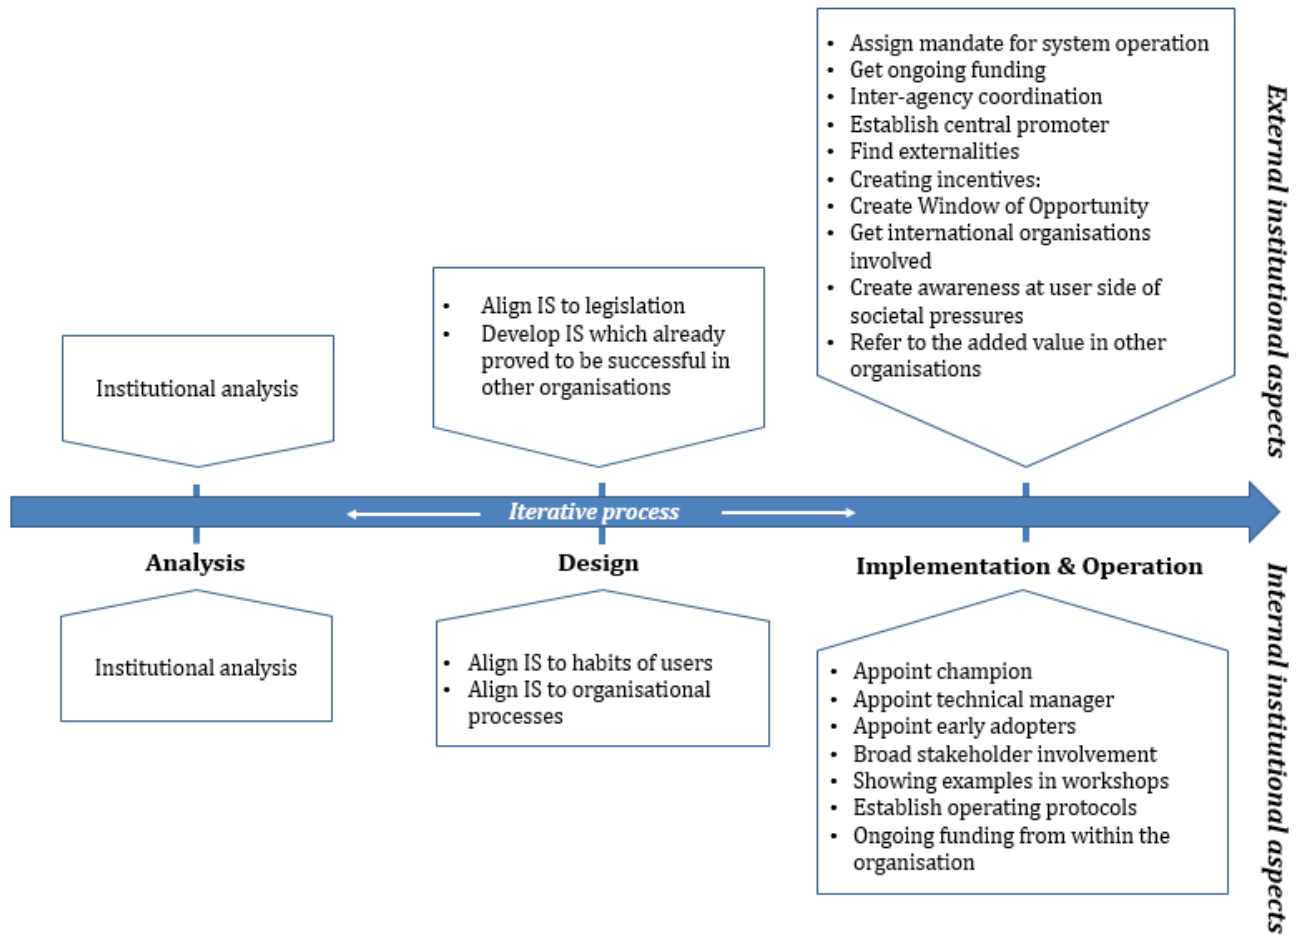 • Assign mandate for system operation
• Get ongoing funding
• Inter-agency coordination
• Establish central promoter
• Find externalities
• Creating incentives:
• Create Window of Opportunity
• Get international organisations
involved
• Create awareness at user side of
societal pressures
• Refer to the added value in other
organisations
External institutional aspects
• Align IS to legislation
• Develop IS which already
proved to be successful in
other organisations
Institutional analysis
Iterative process
Analysis
Design
Implementation & Operation
Institutional analysis
• Align IS to habits of users
• Align IS to organisational
processes
• Appoint champion
• Appoint technical manager
• Appoint early adopters
• Broad stakeholder involvement
• Showing examples in workshops
• Establish operating protocols
• Ongoing funding from within the
organisation
Internal institutional aspects